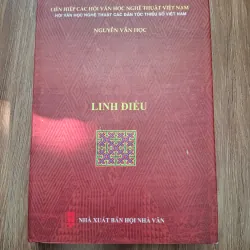 LIÊN HIỆP CÁC HỘI VĂN HỌC NGHỆ THUẬT VIỆT NAM
HỘI VĂN HỌC NGHỆ THUẬT CÁC DÂN TỘC THIỂU SỐ VIỆT NAM
NGUYỄN VĂN HỌC
LINH ĐIỂU
NHÀ XUẤT BẢN HỘI NHÀ VĂN